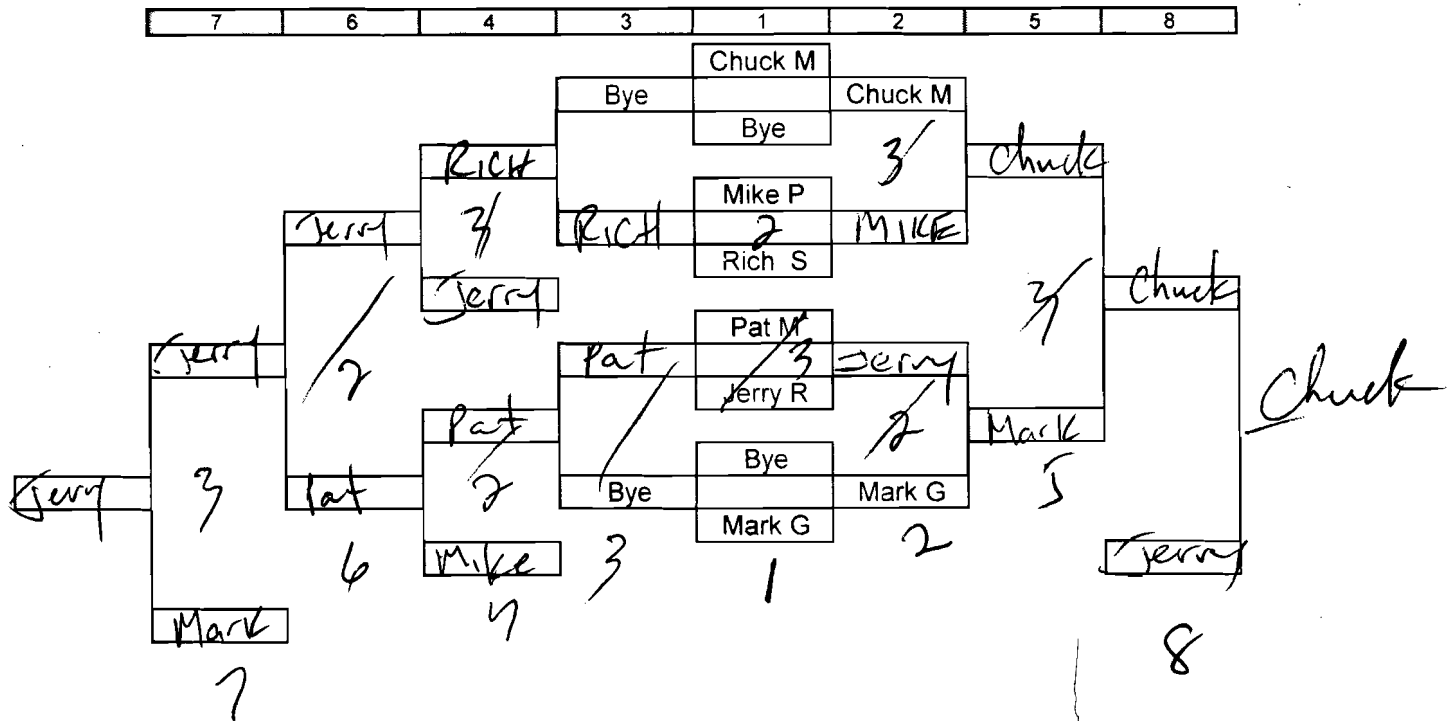 7 6 4 3 1 2 5 8
Chuck M
Bye Chuck M
Bye
RICH 3 Chuck
Mike P
Jerry 3 RICH 2 MIKE
Rich S
Jerry 3 Chuck
Pat M
Jerry 2 Pat 3 Jerry
Jerry R Chuck
Pat 2 Mark
Bye
Jerry 3 Pat 2 Bye Mark G 5
Mark G
6 Mike 3 1 2 Jerry
Mark 8
7